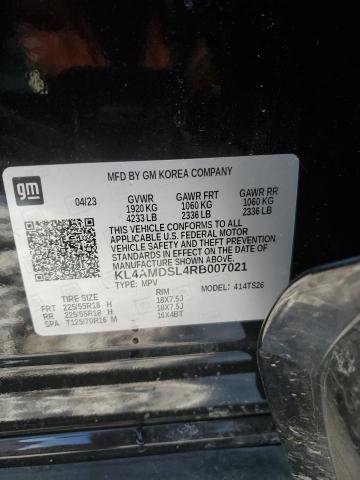 MFD BY GM KOREA COMPANY
gm
04/23 GVWR GAWR FRT GAWR RR
1920 KG 1060 KG 1060 KG
4233 LB 2336 LB 2336 LB
THIS VEHICLE CONFORMS TO ALL
APPLICABLE U.S. FEDERAL MOTOR
VEHICLE SAFETY AND THEFT
PREVENTION STANDARDS IN EFFECT
ON THE DATE OF MANUFACTURE
SHOWN ABOVE.
KL4AMDSL4RB007021
TYPE: MPV MODEL: 414TS26
TIRE SIZE RIM
FRT 225/55R18 H 18X7.5J
RR 225/55R18 H 18X7.5J
SPA T125/70R16 M 16X4BT